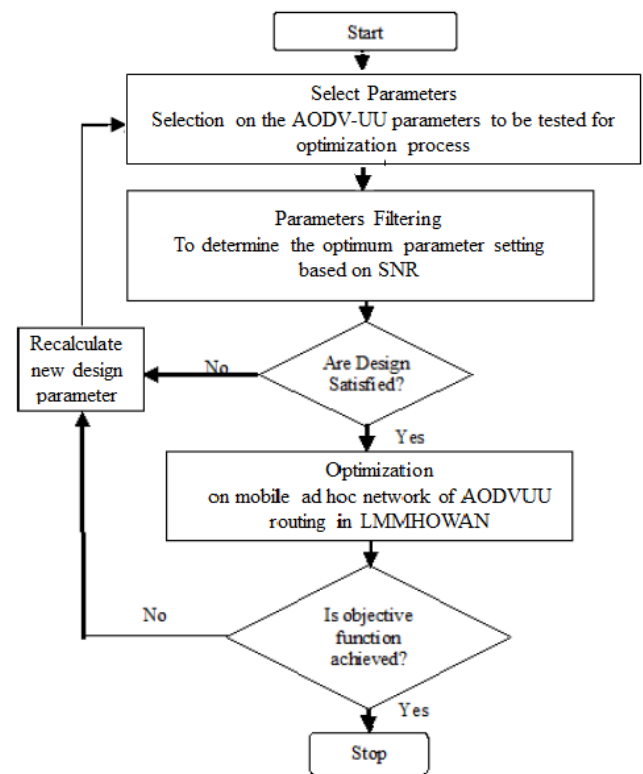 Start
Select Parameters
Selection on the AODV-UU parameters to be tested for
optimization process
Parameters Filtering
To determine the optimum parameter setting
based on SNR
Recalculate
new design
parameter
No
Are Design
Satisfied?
Yes
Optimization
on mobile ad hoc network of AODVUU
routing in LMMHOWAN
No
Is objective
function
achieved?
Yes
Stop